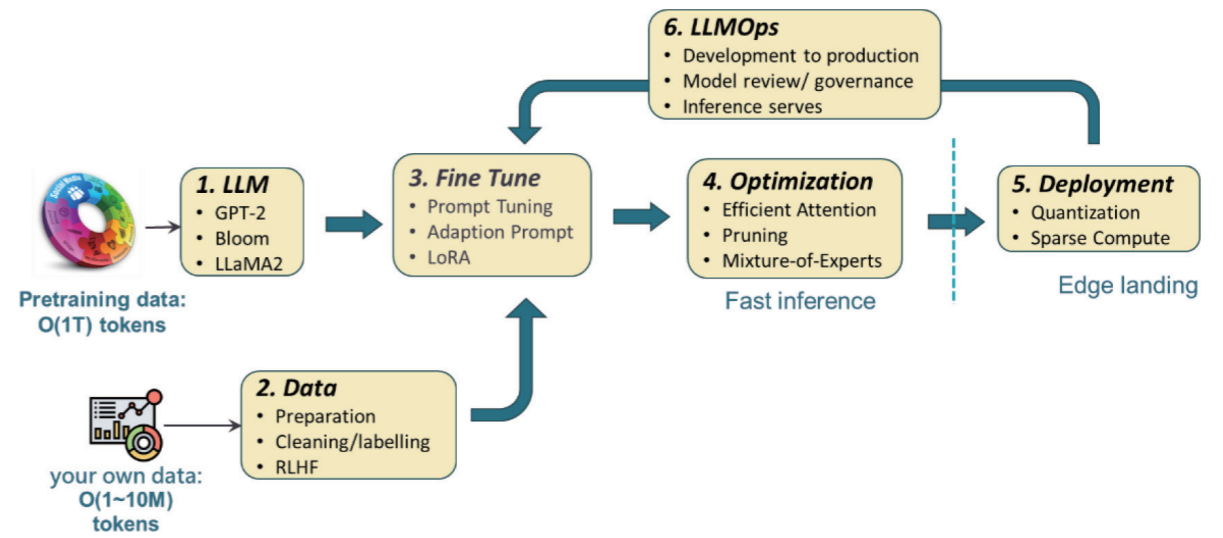 6. LLMOps
• Development to production
• Model review/ governance
• Inference serves
1. LLM
• GPT-2
• Bloom
• LLaMA2
3. Fine Tune
• Prompt Tuning
• Adaption Prompt
• LoRA
4. Optimization
• Efficient Attention
• Pruning
• Mixture-of-Experts
5. Deployment
• Quantization
• Sparse Compute
Social Media
Pretraining data:
O(1T) tokens
Fast inference
Edge landing
2. Data
• Preparation
• Cleaning/labelling
• RLHF
your own data:
O(1~10M)
tokens